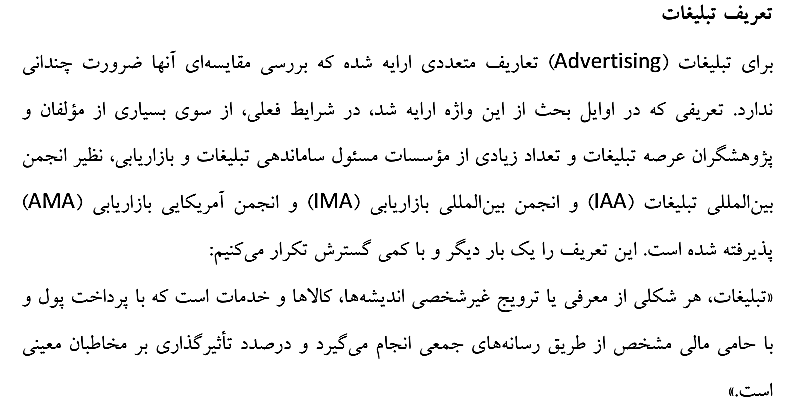 تعریف تبلیغات
برای تبلیغات (Advertising) تعاریف متعددی ارایه شده که بررسی مقایسه‌ای آنها ضرورت چندانی
ندارد. تعریفی که در اوایل بحث از این واژه ارایه شد، در شرایط فعلی، از سوی بسیاری از مؤلفان و
پژوهشگران عرصه تبلیغات و تعداد زیادی از مؤسسات مسئول ساماندهی تبلیغات و بازاریابی، نظیر انجمن
بین‌المللی تبلیغات (IAA) و انجمن بین‌المللی بازاریابی (IMA) و انجمن آمریکایی بازاریابی (AMA)
پذیرفته شده است. این تعریف را یک بار دیگر و با کمی گسترش تکرار می‌کنیم:
«تبلیغات، هر شکلی از معرفی یا ترویج غیرشخصی اندیشه‌ها، کالاها و خدمات است که با پرداخت پول و
با حامی مالی مشخص از طریق رسانه‌های جمعی انجام می‌گیرد و درصدد تأثیرگذاری بر مخاطبان معینی
است.»